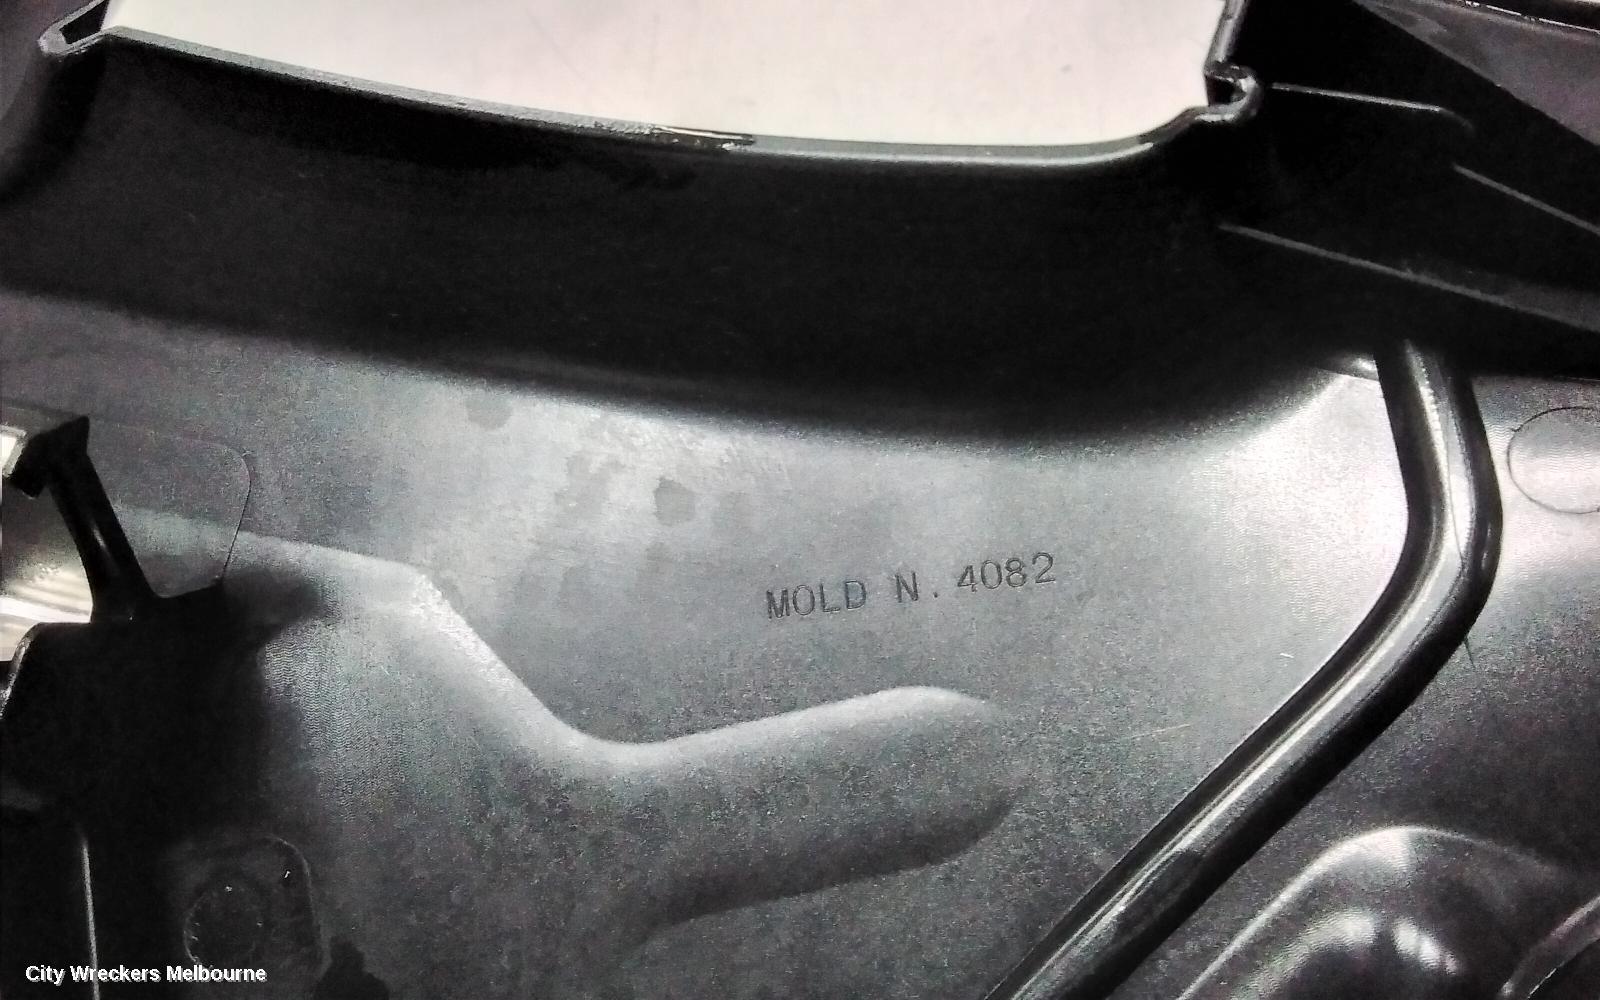 MOLD N. 4082
City Wreckers Melbourne